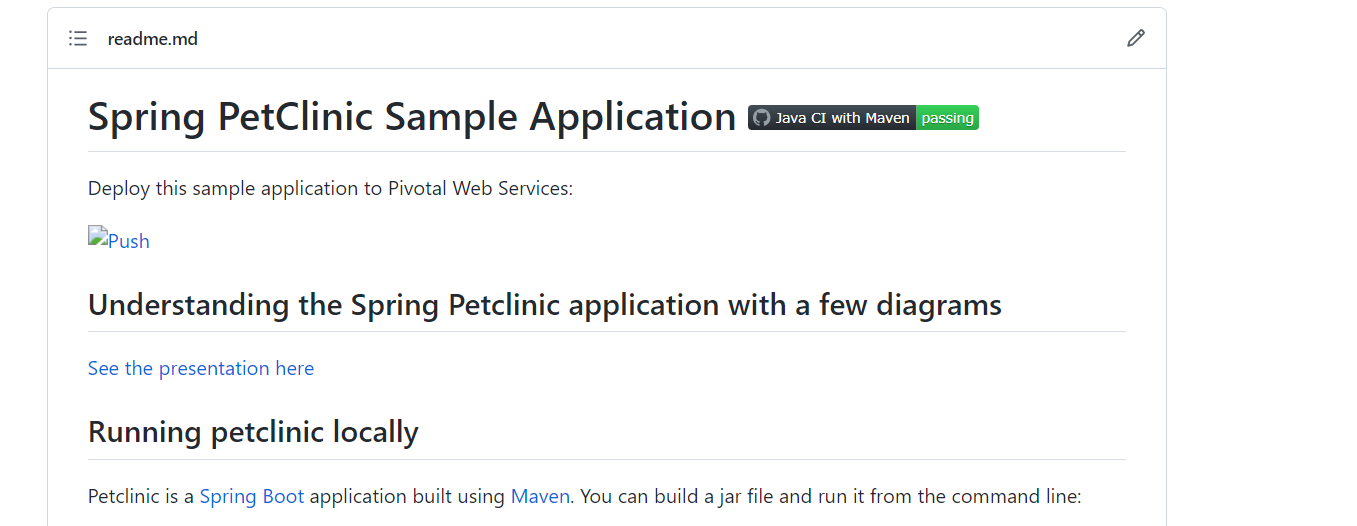 readme.md
Spring PetClinic Sample Application Java CI with Maven passing
Deploy this sample application to Pivotal Web Services:
Push
Understanding the Spring Petclinic application with a few diagrams
See the presentation here
Running petclinic locally
Petclinic is a Spring Boot application built using Maven. You can build a jar file and run it from the command line: